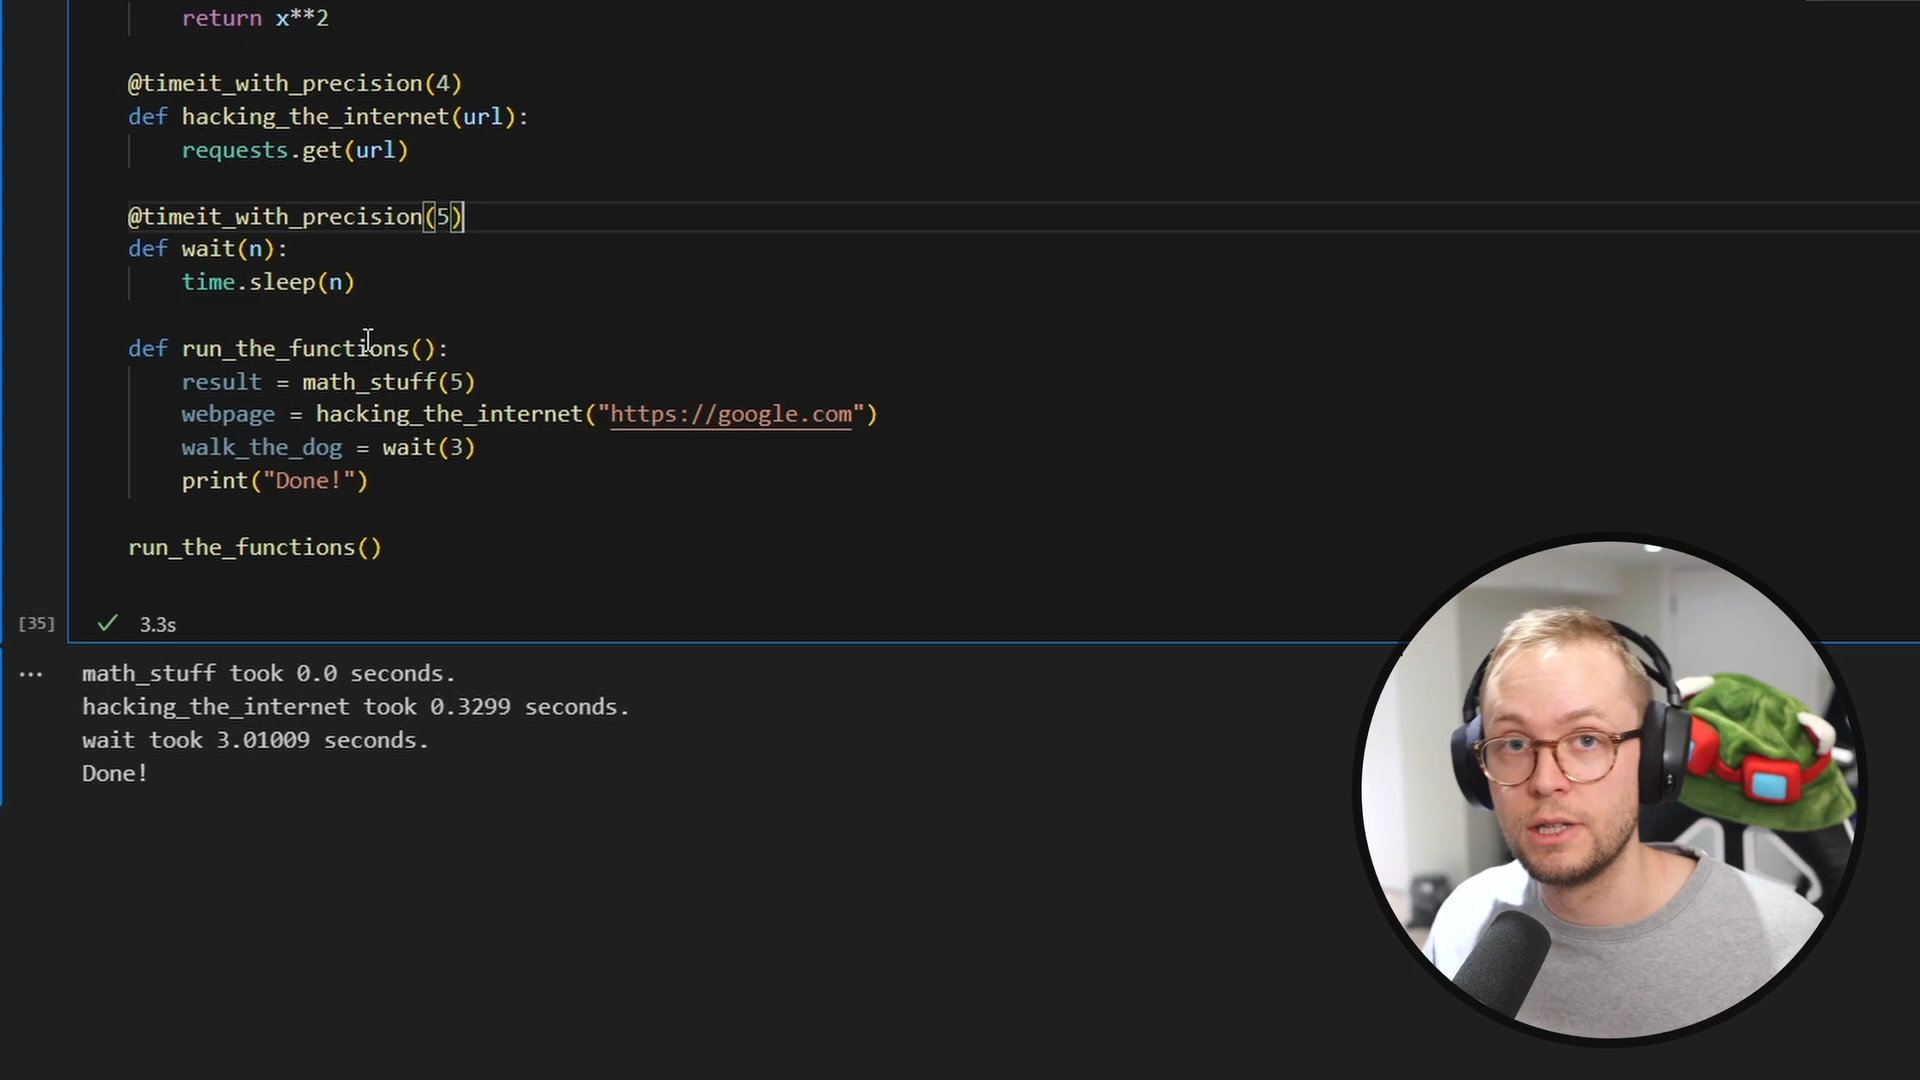 return x**2
@timeit_with_precision(4)
def hacking_the_internet(url):
requests.get(url)
@timeit_with_precision(5)
def wait(n):
time.sleep(n)
def run_the_functions():
result = math_stuff(5)
webpage = hacking_the_internet("https://google.com")
walk_the_dog = wait(3)
print("Done!")
run_the_functions()
[35] 3.3s
math_stuff took 0.0 seconds.
hacking_the_internet took 0.3299 seconds.
wait took 3.01009 seconds.
Done!